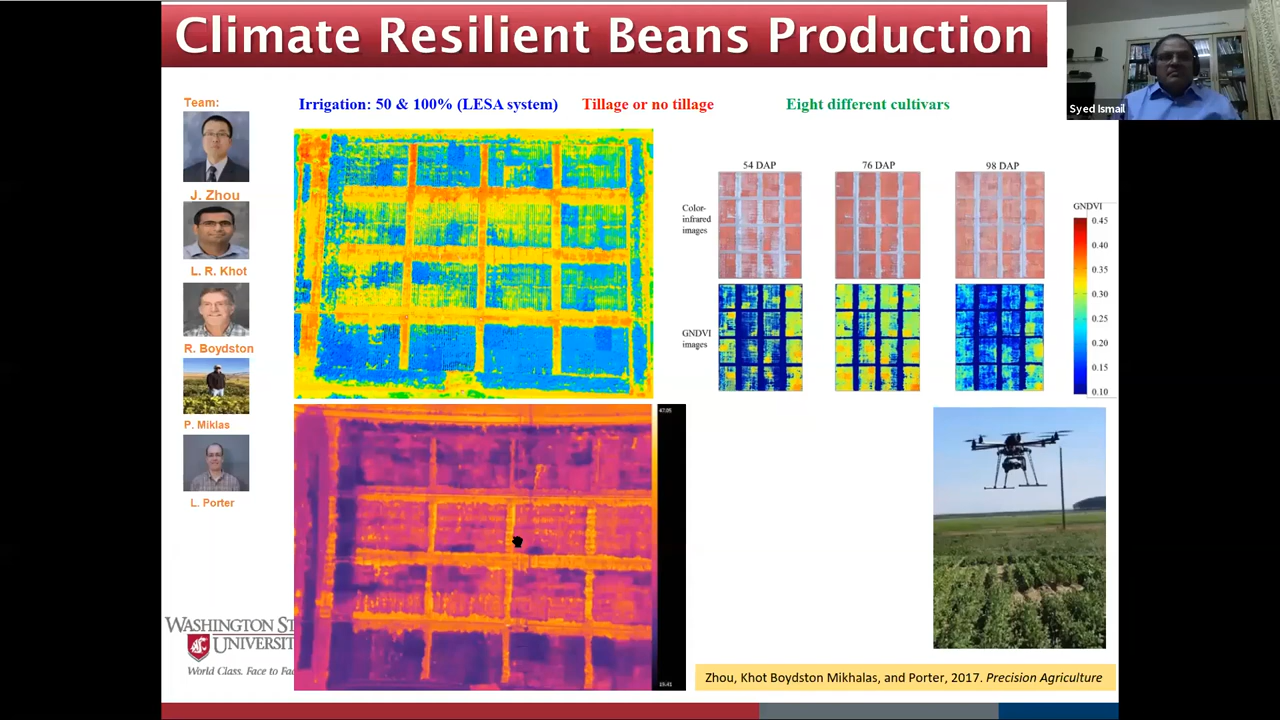 Climate Resilient Beans Production
Syed Ismail
Team:
Irrigation: 50 & 100% (LESA system)
Tillage or no tillage
Eight different cultivars
J. Zhou
L. R. Khot
R. Boydston
P. Miklas
L. Porter
54 DAP
76 DAP
98 DAP
Color-
infrared
images
GNDVI
images
GNDVI
0.45
0.40
0.35
0.30
0.25
0.20
0.15
0.10
WASHINGTON ST
UNIVERSIT
World Class. Face to Fa
Zhou, Khot Boydston Mikhalas, and Porter, 2017. Precision Agriculture